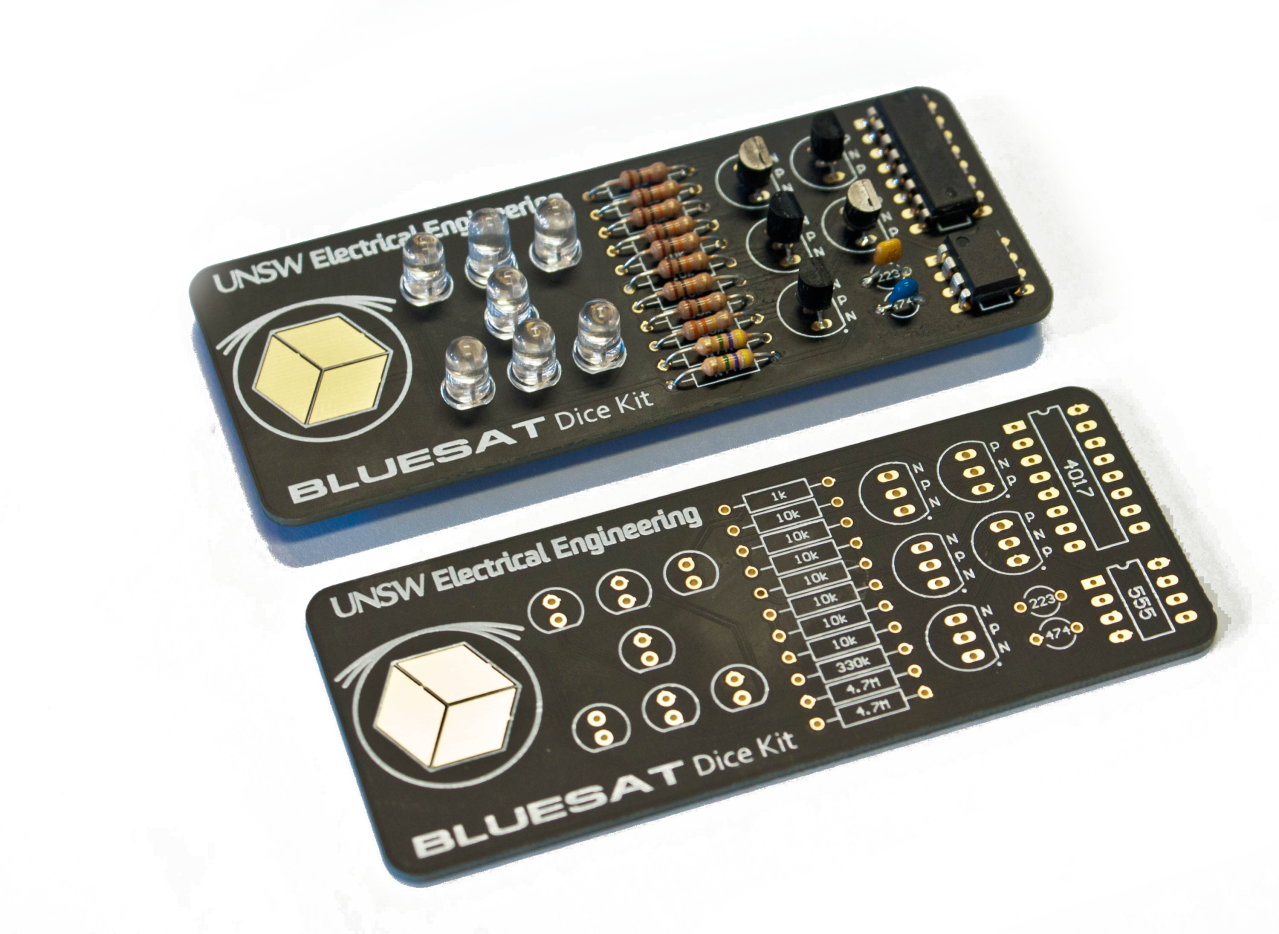 UNSW Electrical Engineering
N
P
P
N
P
N
P
P
N
223
474
BLUESAT Dice Kit
UNSW Electrical Engineering
1k
10k
10k
10k
10k
10k
10k
10k
330k
4.7M
4.7M
N
P
N
P
N
P
N
P
N
N
P
N
N
P
N
4017
555
223
474
BLUESAT Dice Kit